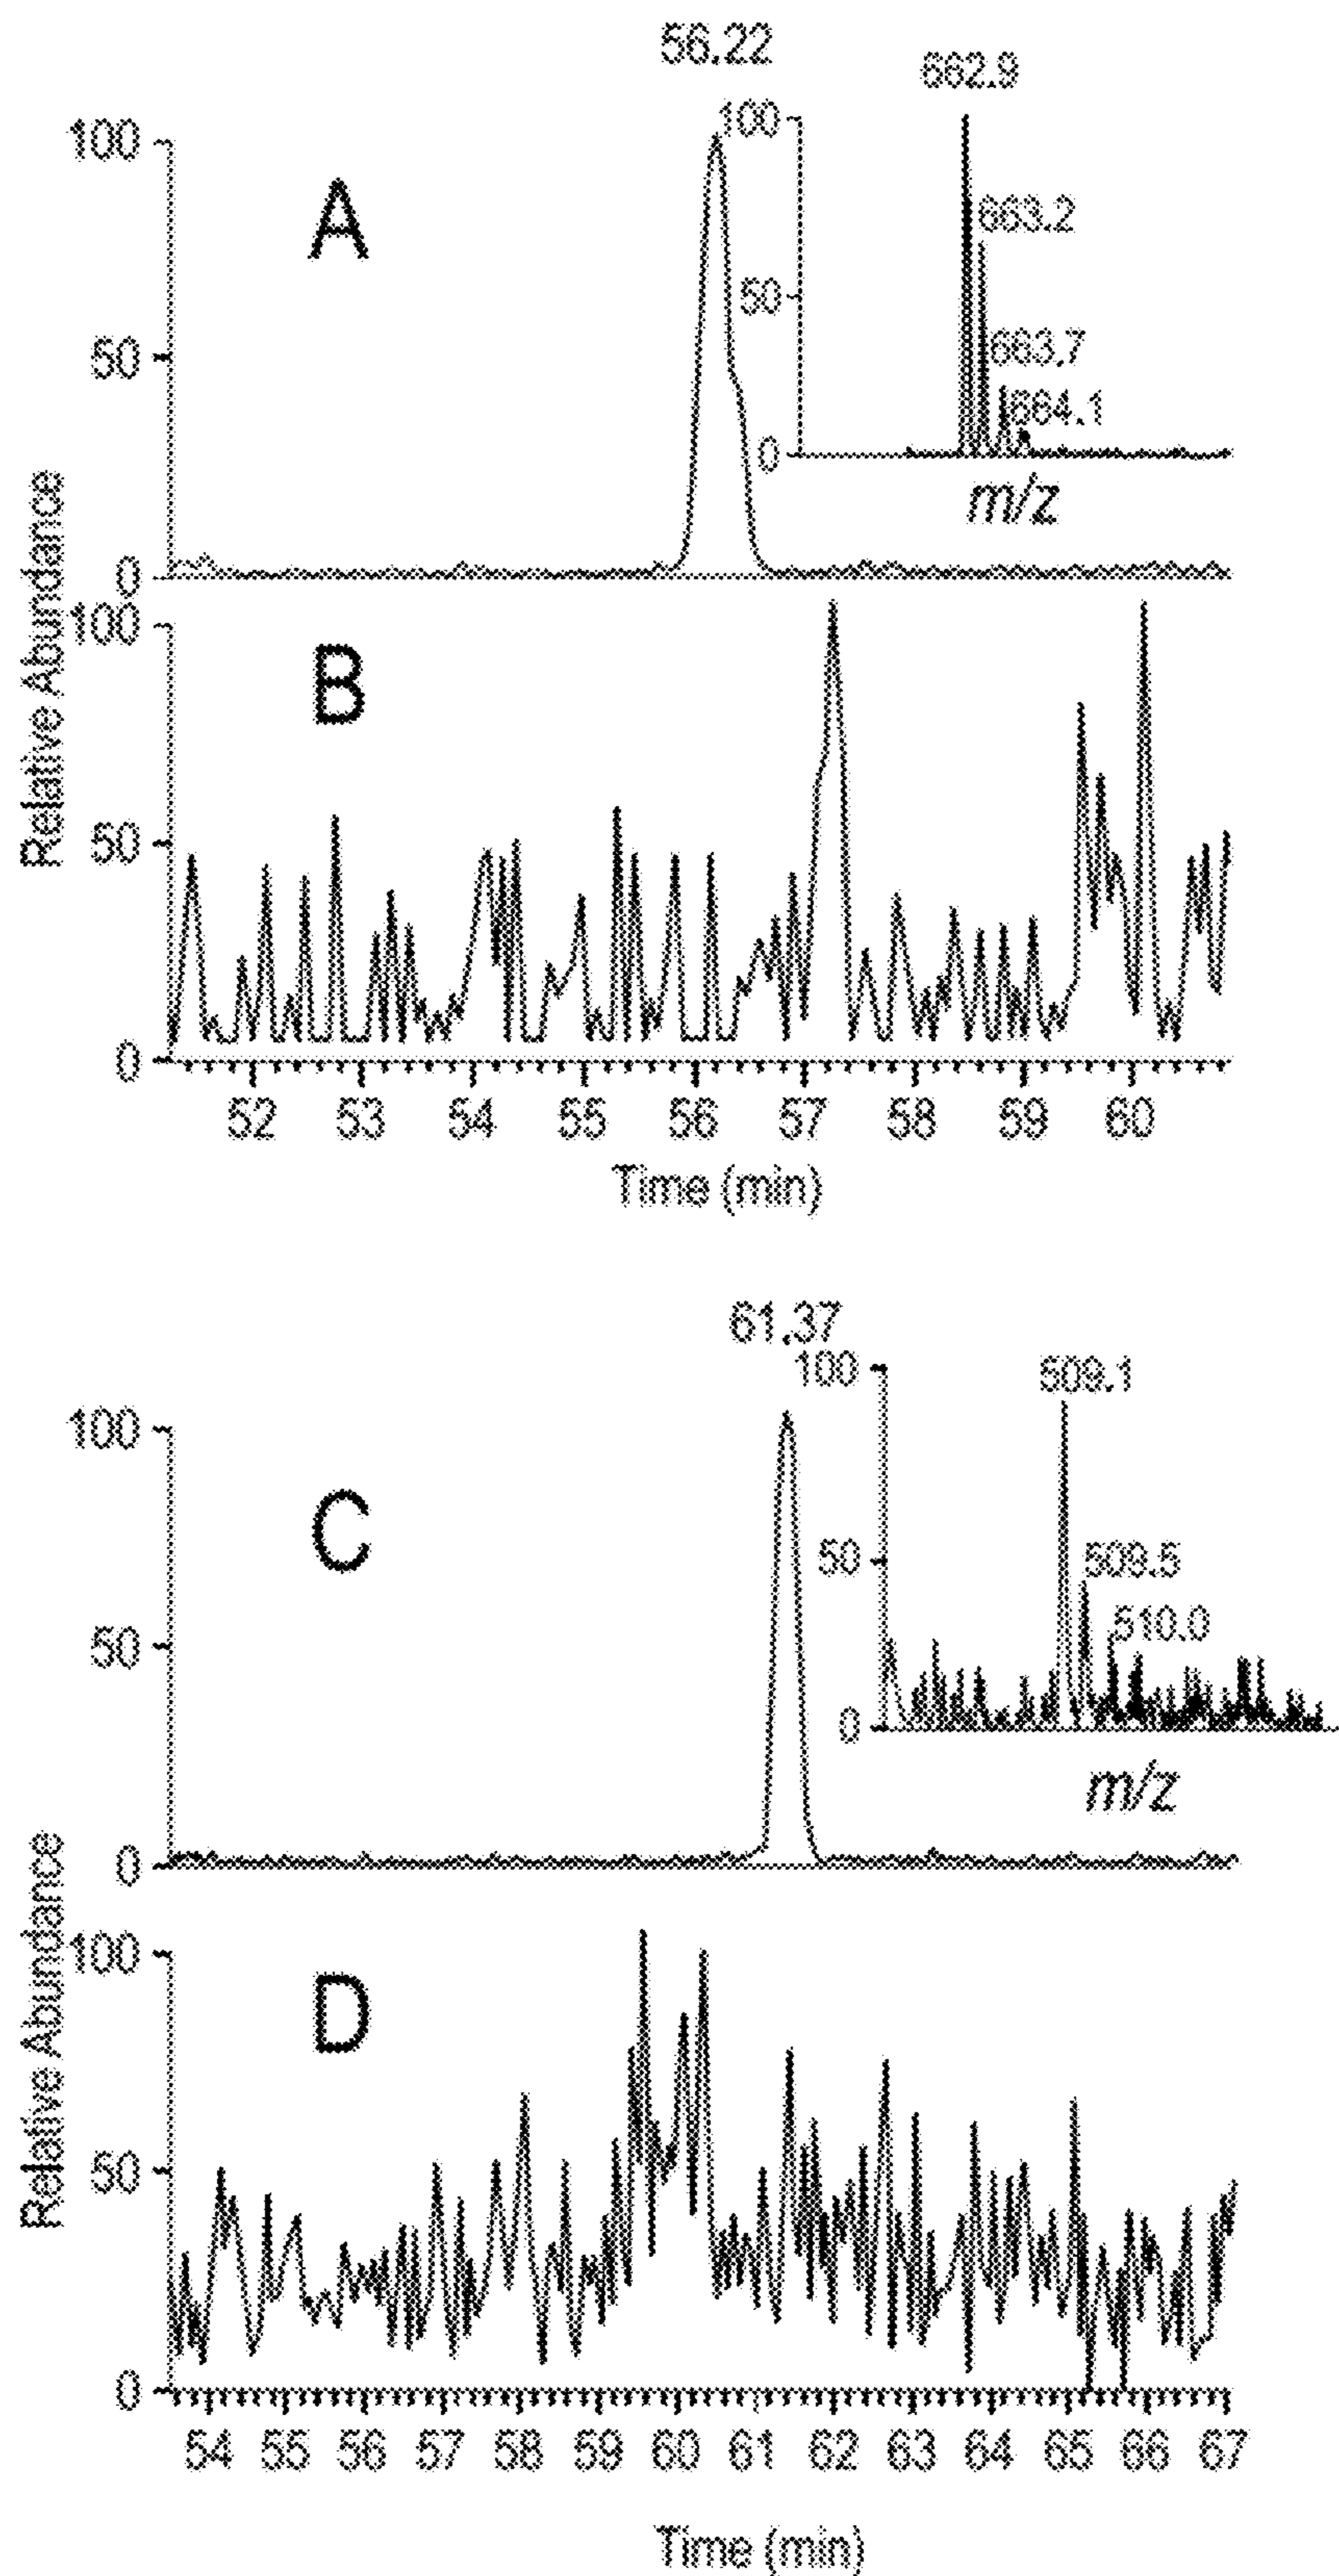 56.22
662.9
100
100
663.2
A
50
50
663.7
664.1
0
m/z
0
Relative Abundance
100
B
50
0
52 53 54 55 56 57 58 59 60
Time (min)
61.37
100
509.1
100
C
50
509.5
510.0
50
0
m/z
0
Relative Abundance
100
D
50
0
54 55 56 57 58 59 60 61 62 63 64 65 66 67
Time (min)